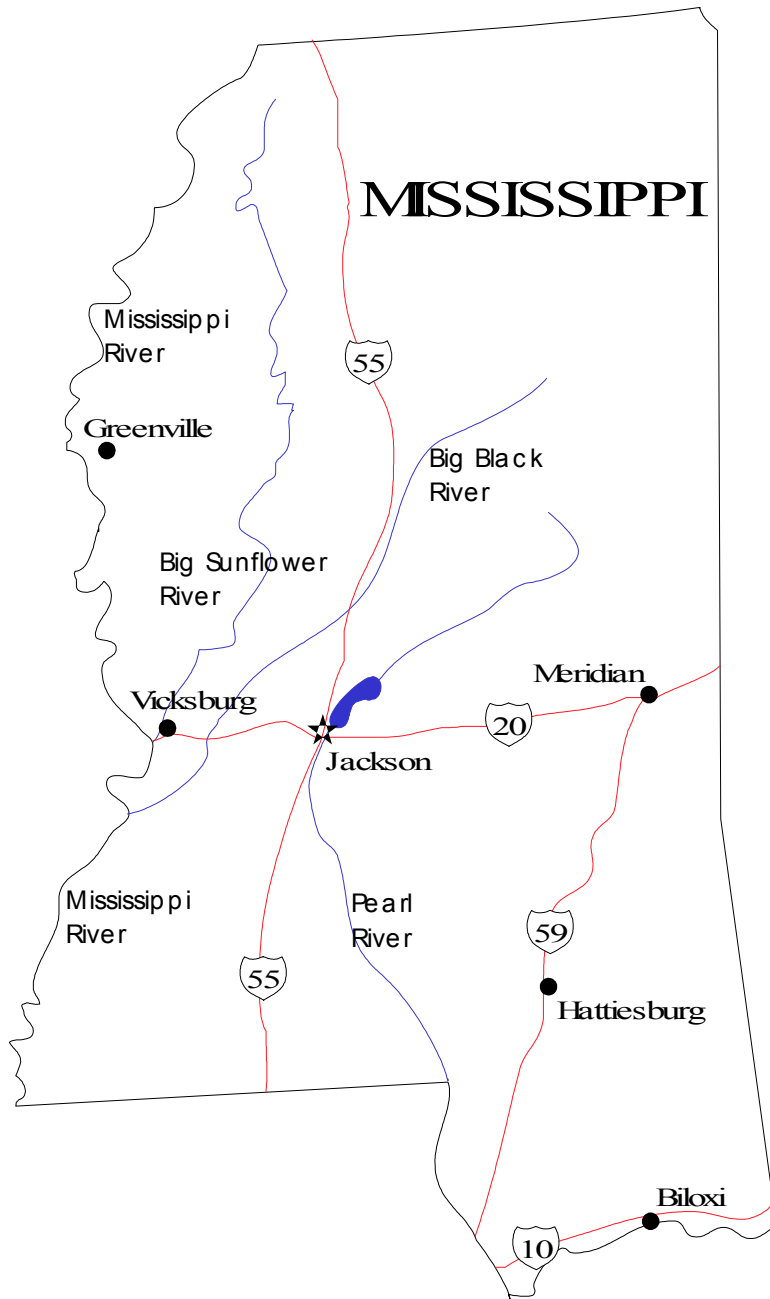 MISSISSIPPI
Mississippi
River
55
Greenville
Big Black
River
Big Sunflower
River
Meridian
Vicksburg
20
Jackson
Mississippi
River
Pearl
River
59
55
Hattiesburg
Biloxi
10